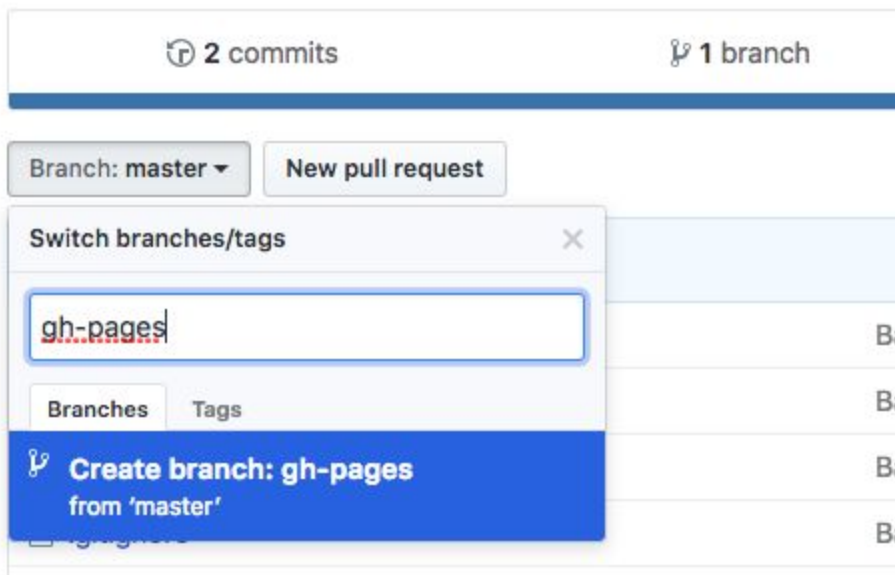 2 commits
1 branch
Branch: master
New pull request
Switch branches/tags
gh-pages
Branches
Tags
Create branch: gh-pages
from 'master'